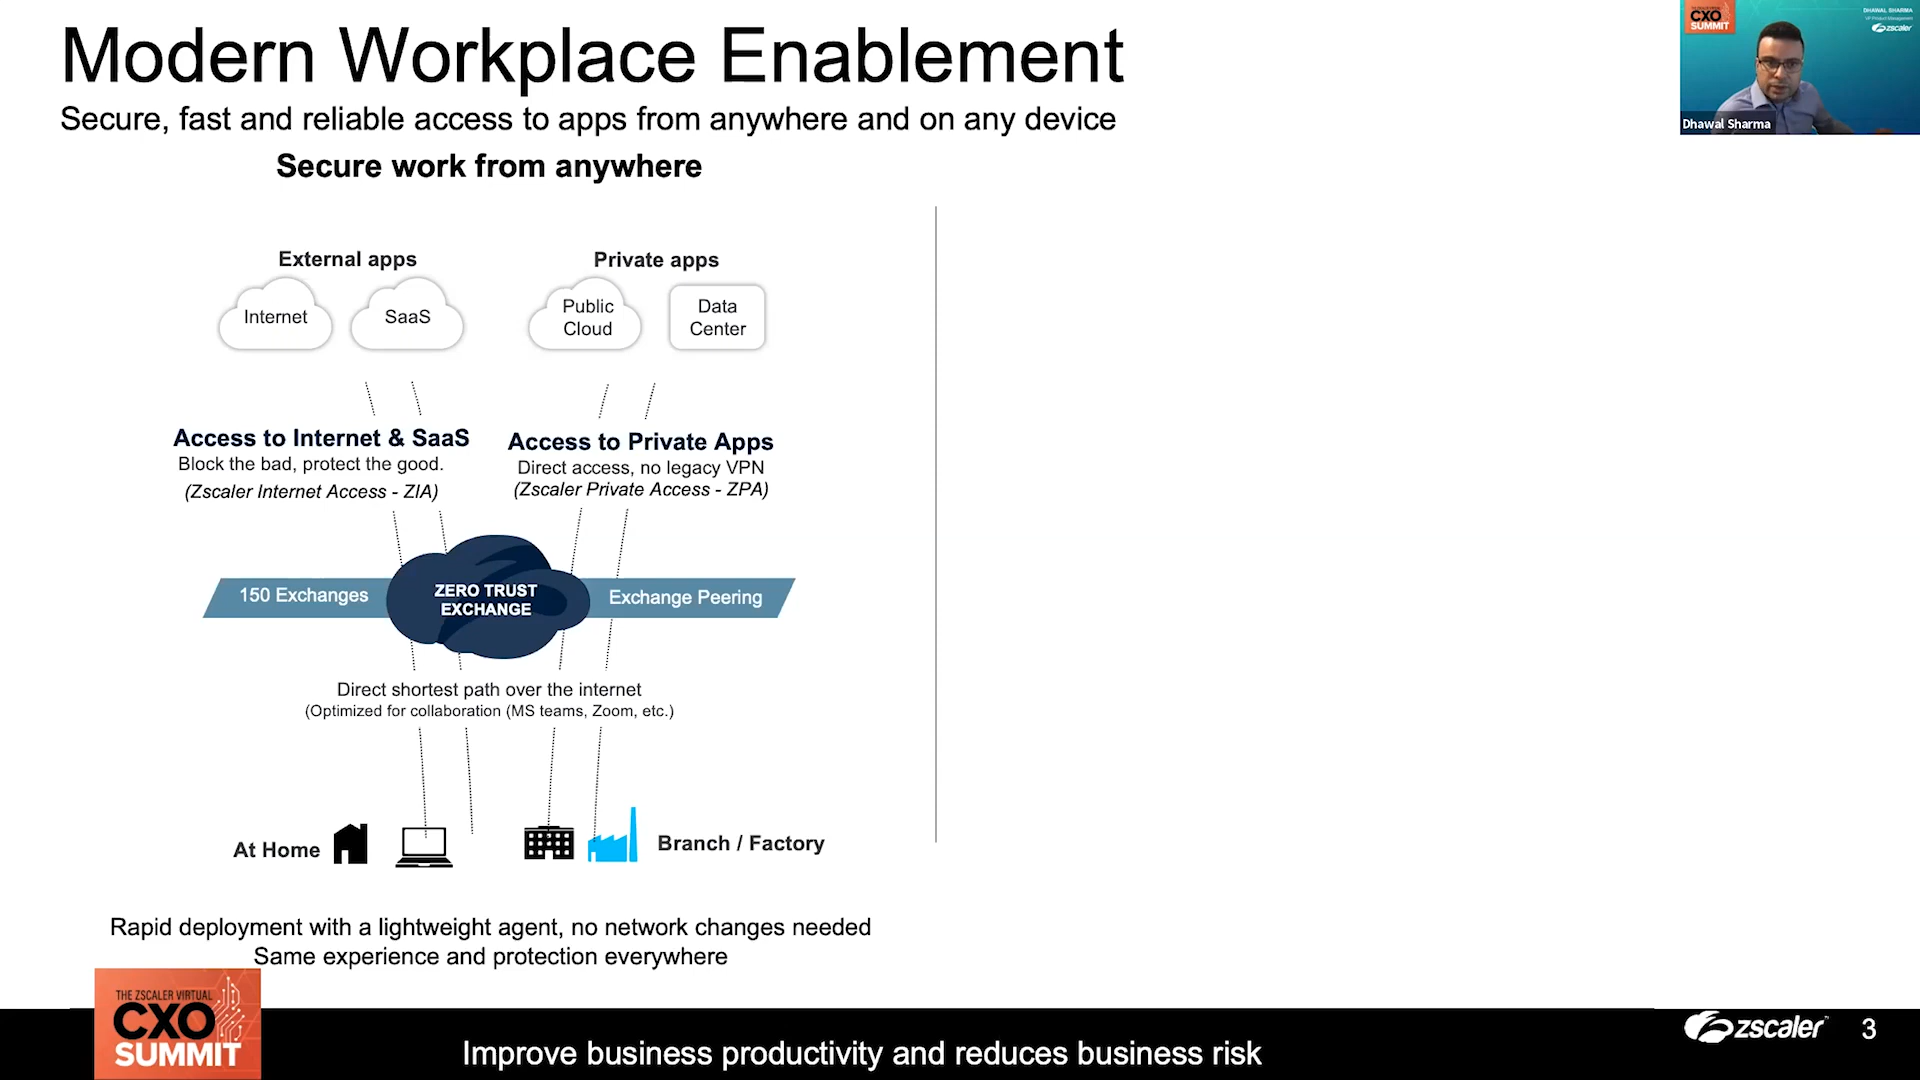 Modern Workplace Enablement
Secure, fast and reliable access to apps from anywhere and on any device
Secure work from anywhere
CXO
SUMMIT
DHAWAL SHARMA
VP Product Management
zscaler
Dhawal Sharma
External apps
Private apps
Internet
SaaS
Public
Cloud
Data
Center
Access to Internet & SaaS
Block the bad, protect the good.
(Zscaler Internet Access - ZIA)
Access to Private Apps
Direct access, no legacy VPN
(Zscaler Private Access - ZPA)
150 Exchanges
ZERO TRUST
EXCHANGE
Exchange Peering
Direct shortest path over the internet
(Optimized for collaboration (MS teams, Zoom, etc.)
At Home
Branch / Factory
Rapid deployment with a lightweight agent, no network changes needed
Same experience and protection everywhere
THE ZSCALER VIRTUAL
CXO
SUMMIT
Improve business productivity and reduces business risk
zscaler
3